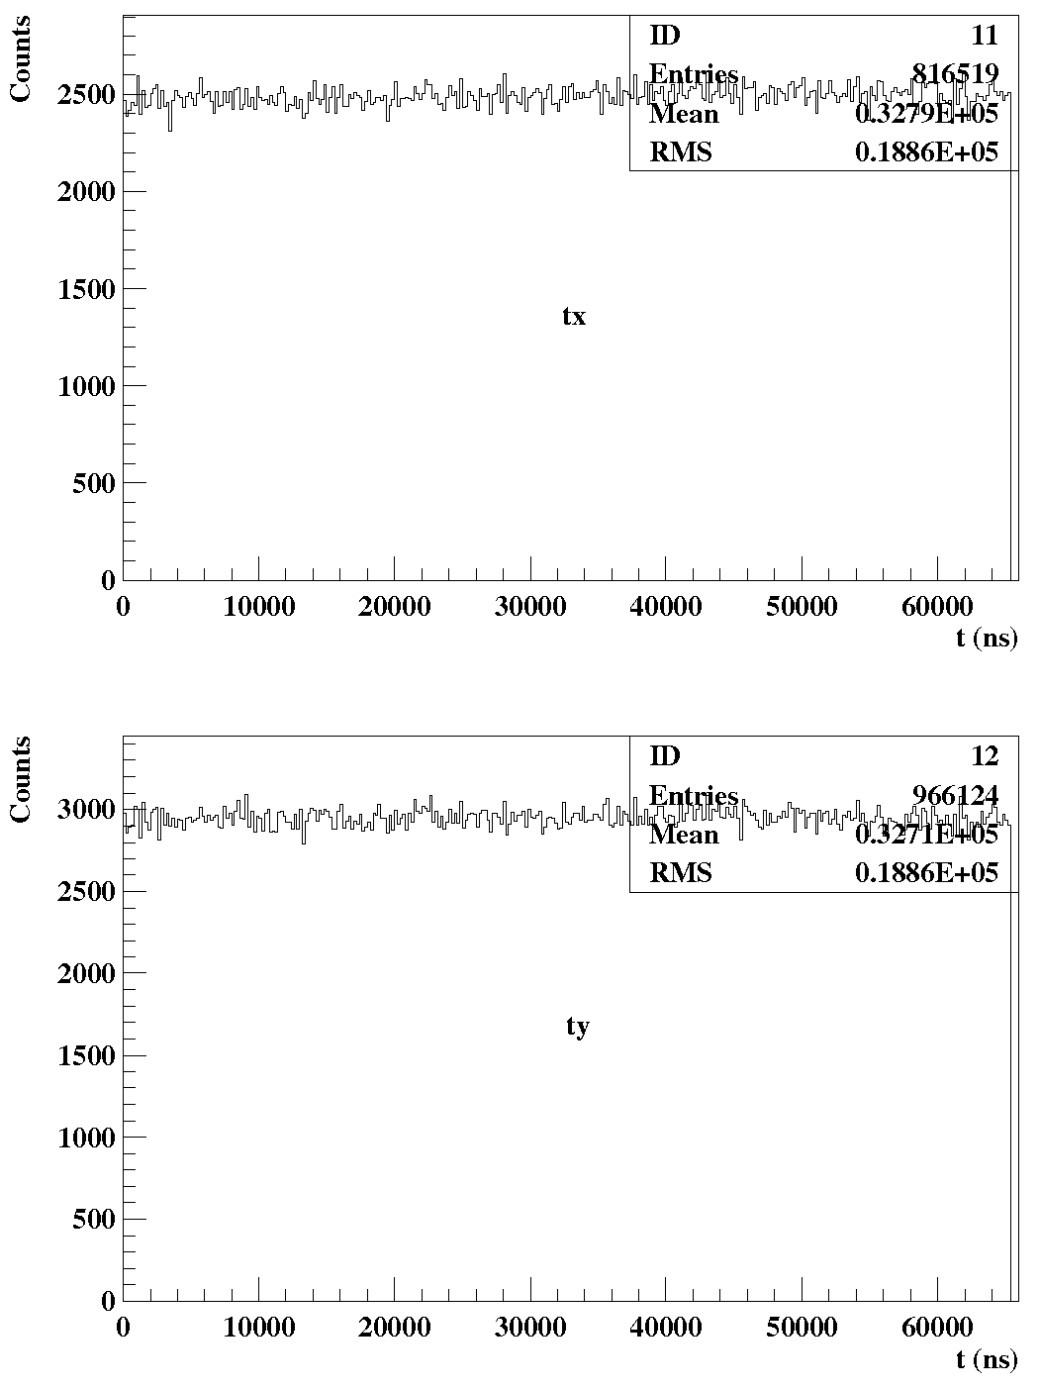 Counts
ID 11
Entries 816519
Mean 0.3279E+05
RMS 0.1886E+05
2500
2000
1500
1000
500
0
tx
0 10000 20000 30000 40000 50000 60000
t (ns)
Counts
ID 12
Entries 966124
Mean 0.3271E+05
RMS 0.1886E+05
3000
2500
2000
1500
1000
500
0
ty
0 10000 20000 30000 40000 50000 60000
t (ns)